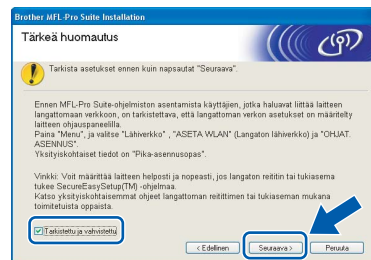 Brother MFL-Pro Suite Installation
Tärkeä huomautus
Tarkista asetukset ennen kuin napsautat "Seuraava".
Ennen MFL-Pro Suite-ohjelmiston asentamista käyttäjien, jotka haluavat liittää laitteen
langattomaan verkkoon, on tarkistettava, että langattoman verkon asetukset on määritelty
laitteen ohjauspaneelilla.
Paina "Menu", ja valitse "Lähiverkko" , "ASETA WLAN" (Langaton lähiverkko) ja "OHJAT.
ASENNUS".
Yksityiskohtaiset tiedot on "Pika-asennusopas".
Vinkki: Voit määrittää laitteen helposti ja nopeasti, jos langaton reititin tai tukiasema
tukee SecureEasySetup(TM) -ohjelmaa.
Katso yksityiskohtaisemmat ohjeet langattoman reitittimen tai tukiaseman mukana
toimitetuista oppaista.
Tarkistettu ja vahvistettu
< Edellinen Seuraava > Peruuta